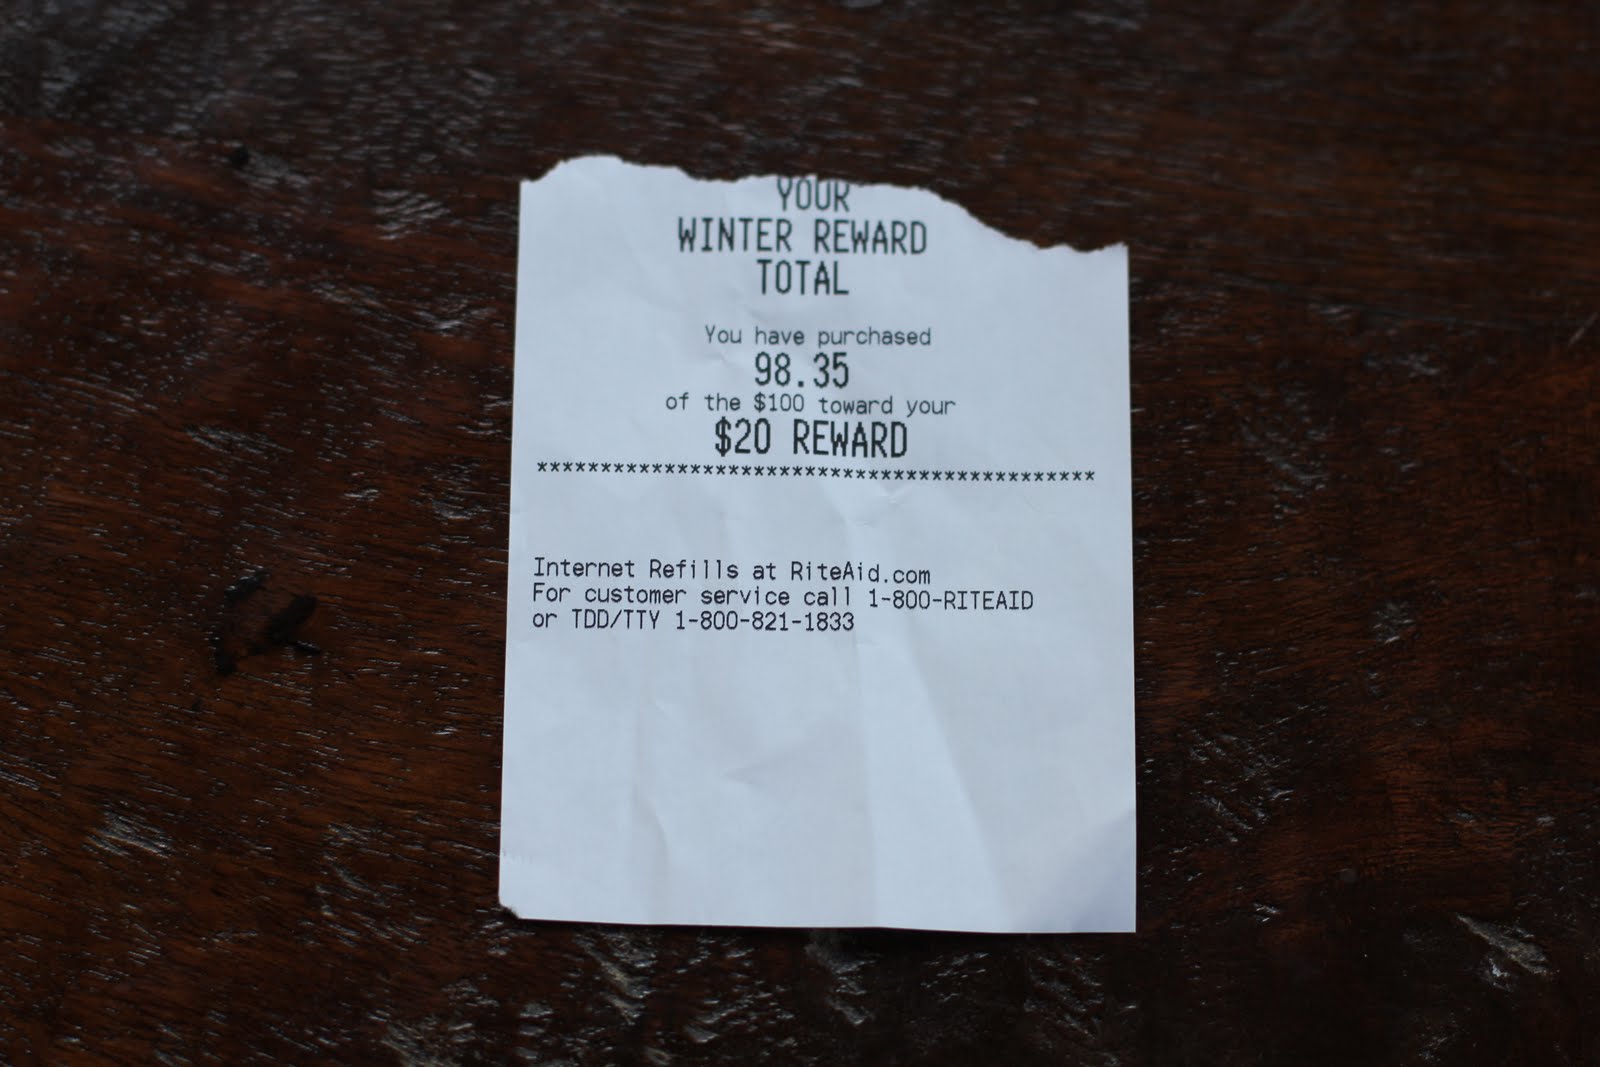 YOUR
WINTER REWARD
TOTAL
You have purchased
98.35
of the $100 toward your
$20 REWARD
********************************************
Internet Refills at RiteAid.com
For customer service call 1-800-RITEAID
or TDD/TTY 1-800-821-1833